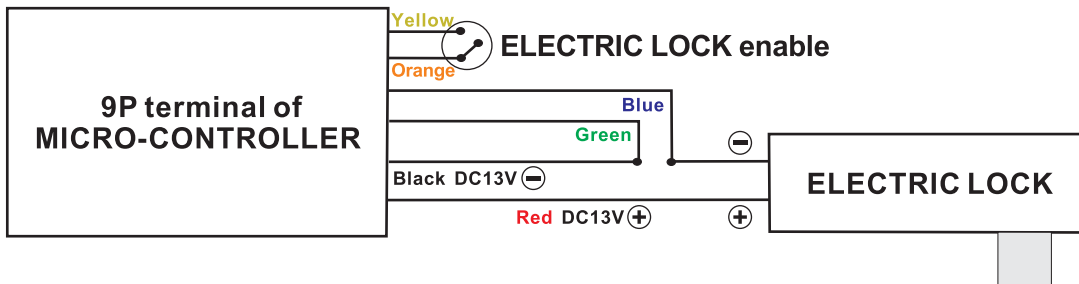 Yellow
ELECTRIC LOCK enable
Orange
9P terminal of
MICRO-CONTROLLER
Blue
Green
Black DC13V⊖
Red DC13V⊕
⊖
⊕
ELECTRIC LOCK